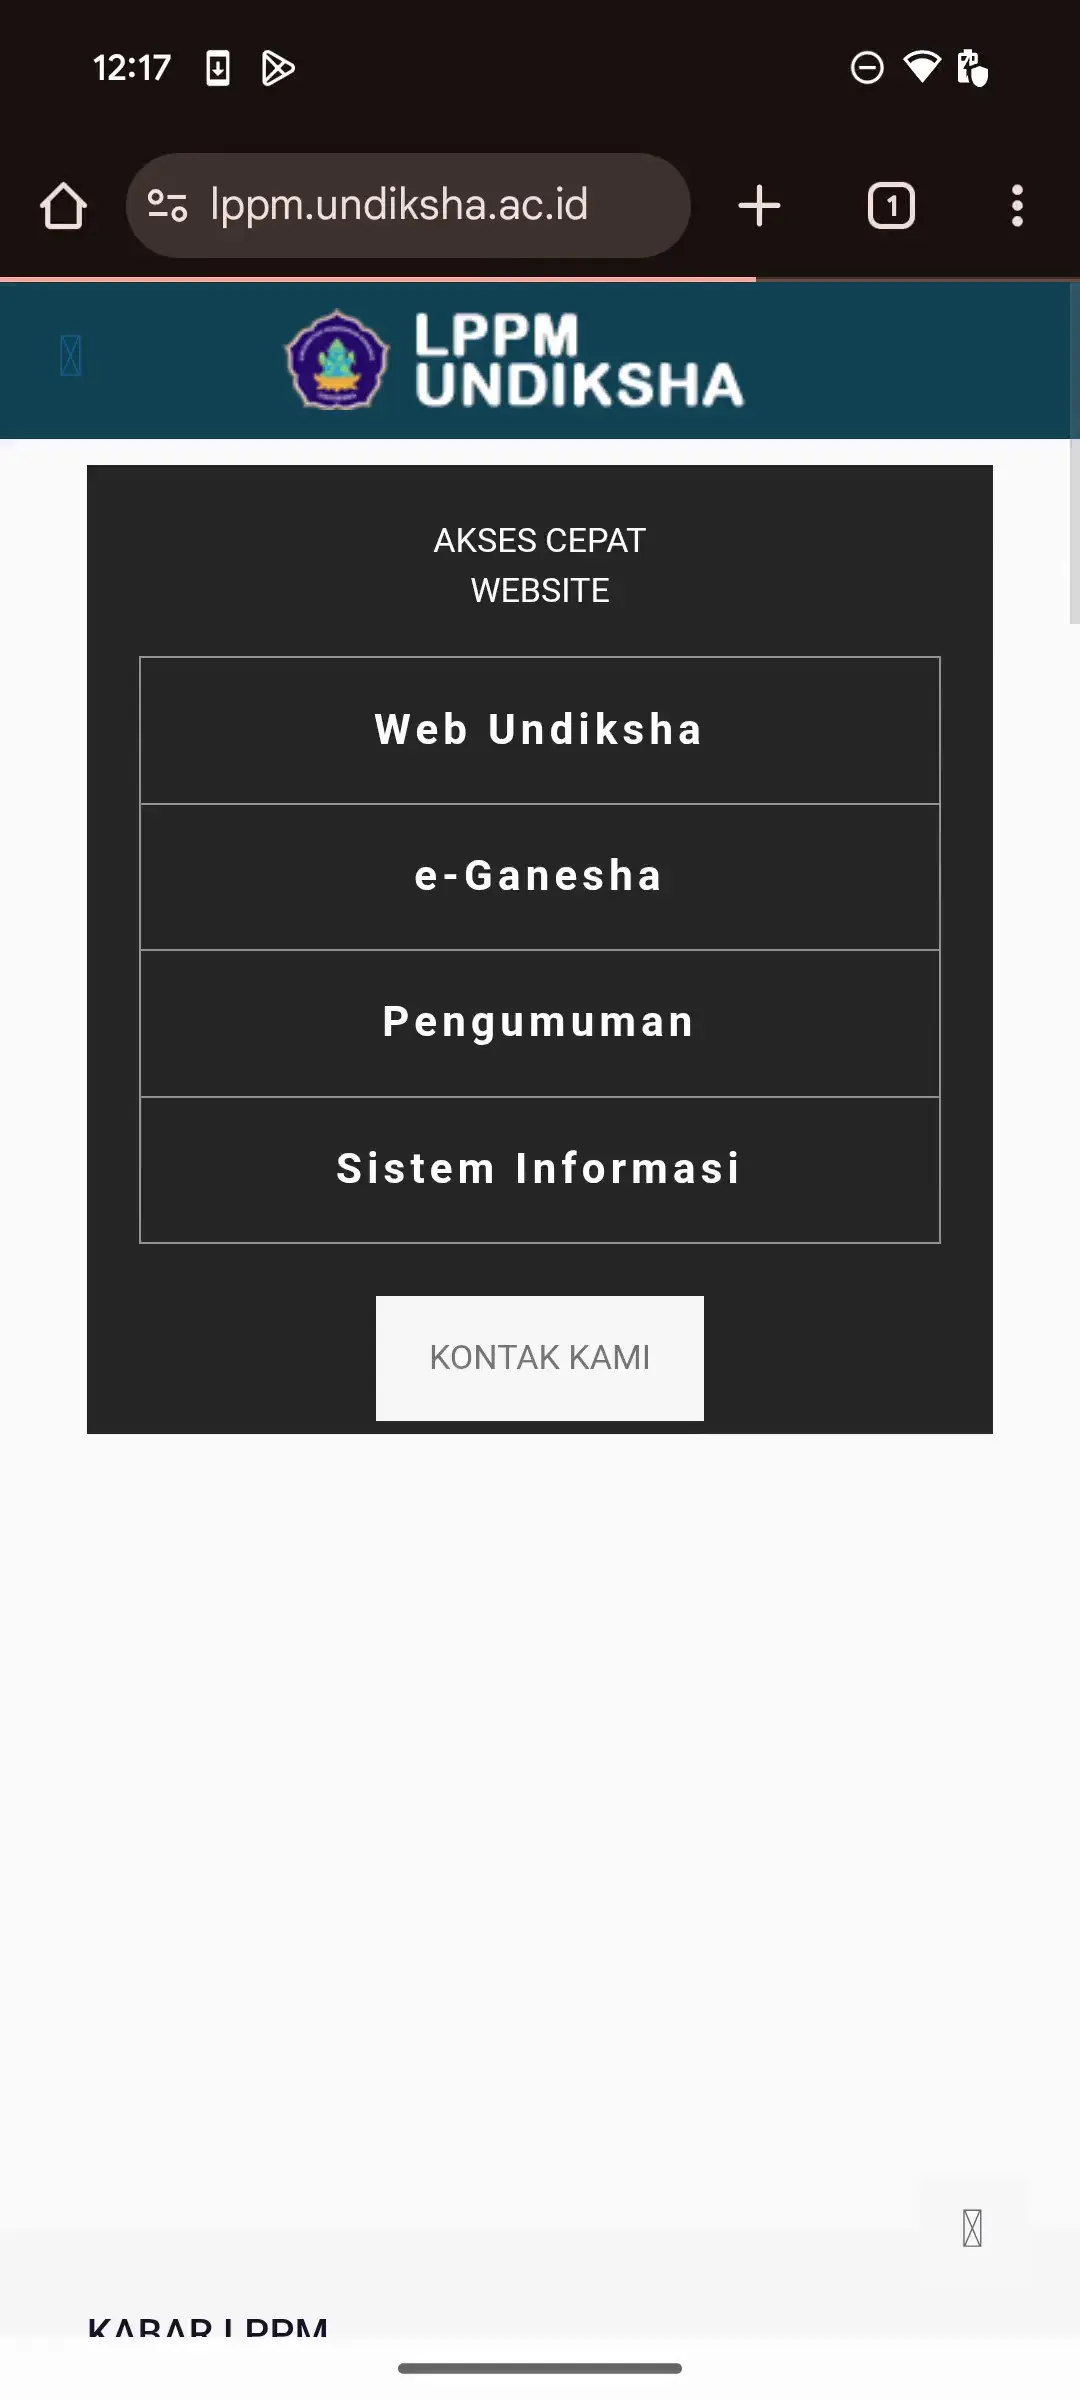 12:17
lppm.undiksha.ac.id
1
LPPM
UNDIKSHA
AKSES CEPAT
WEBSITE
Web Undiksha
e-Ganesha
Pengumuman
Sistem Informasi
KONTAK KAMI
KABAR LPPM